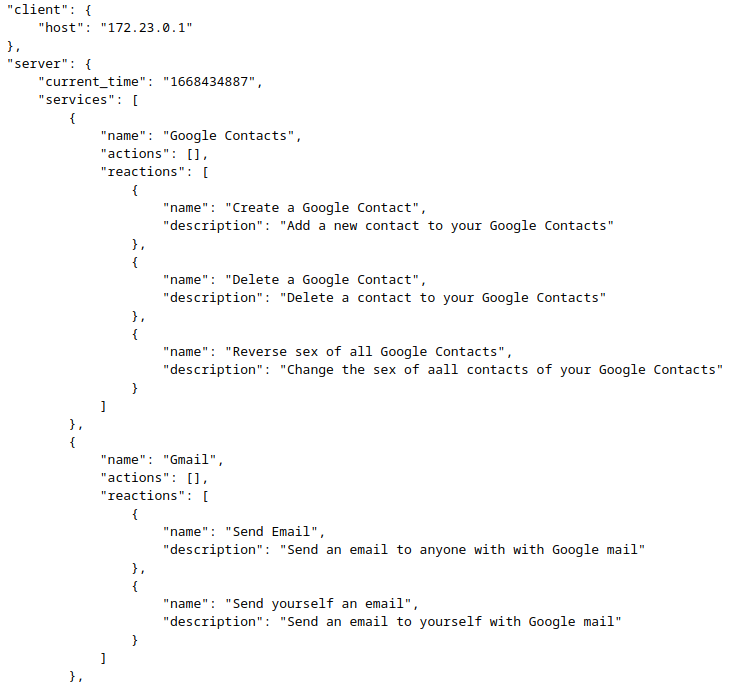 "client": {
    "host": "172.23.0.1"
},
"server": {
    "current_time": "1668434887",
    "services": [
        {
            "name": "Google Contacts",
            "actions": [],
            "reactions": [
                {
                    "name": "Create a Google Contact",
                    "description": "Add a new contact to your Google Contacts"
                },
                {
                    "name": "Delete a Google Contact",
                    "description": "Delete a contact to your Google Contacts"
                },
                {
                    "name": "Reverse sex of all Google Contacts",
                    "description": "Change the sex of aall contacts of your Google Contacts"
                }
            ]
        },
        {
            "name": "Gmail",
            "actions": [],
            "reactions": [
                {
                    "name": "Send Email",
                    "description": "Send an email to anyone with with Google mail"
                },
                {
                    "name": "Send yourself an email",
                    "description": "Send an email to yourself with Google mail"
                }
            ]
        },